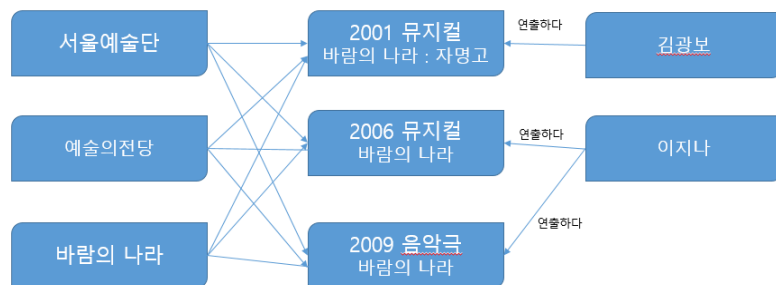 서울예술단
2001 뮤지컬
바람의 나라 : 자명고
연출하다
김광보
예술의전당
2006 뮤지컬
바람의 나라
연출하다
이지나
바람의 나라
2009 음악극
바람의 나라
연출하다